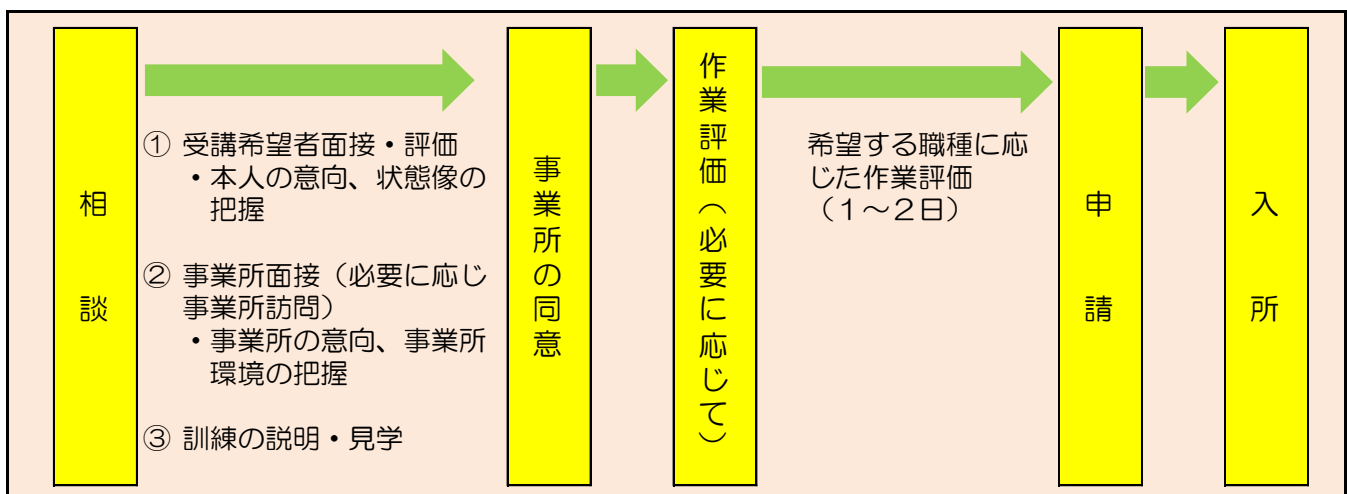 相談
① 受講希望者面接・評価
・本人の意向、状態像の
把握
② 事業所面接（必要に応じ
事業所訪問）
・事業所の意向、事業所
環境の把握
③ 訓練の説明・見学
事業所の同意
作業評価（必要に応じて）
希望する職種に応
じた作業評価
（１～２日）
申請
入所